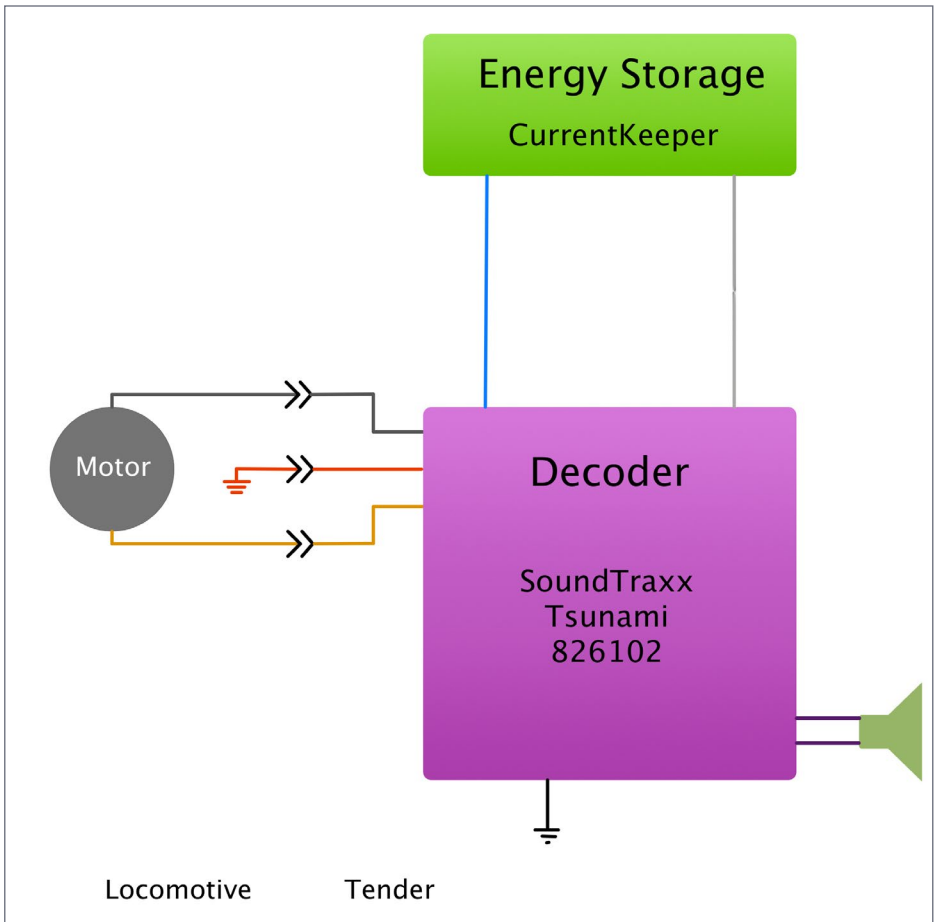 Energy Storage
CurrentKeeper
Motor
Decoder
SoundTraxx
Tsunami
826102
Locomotive
Tender